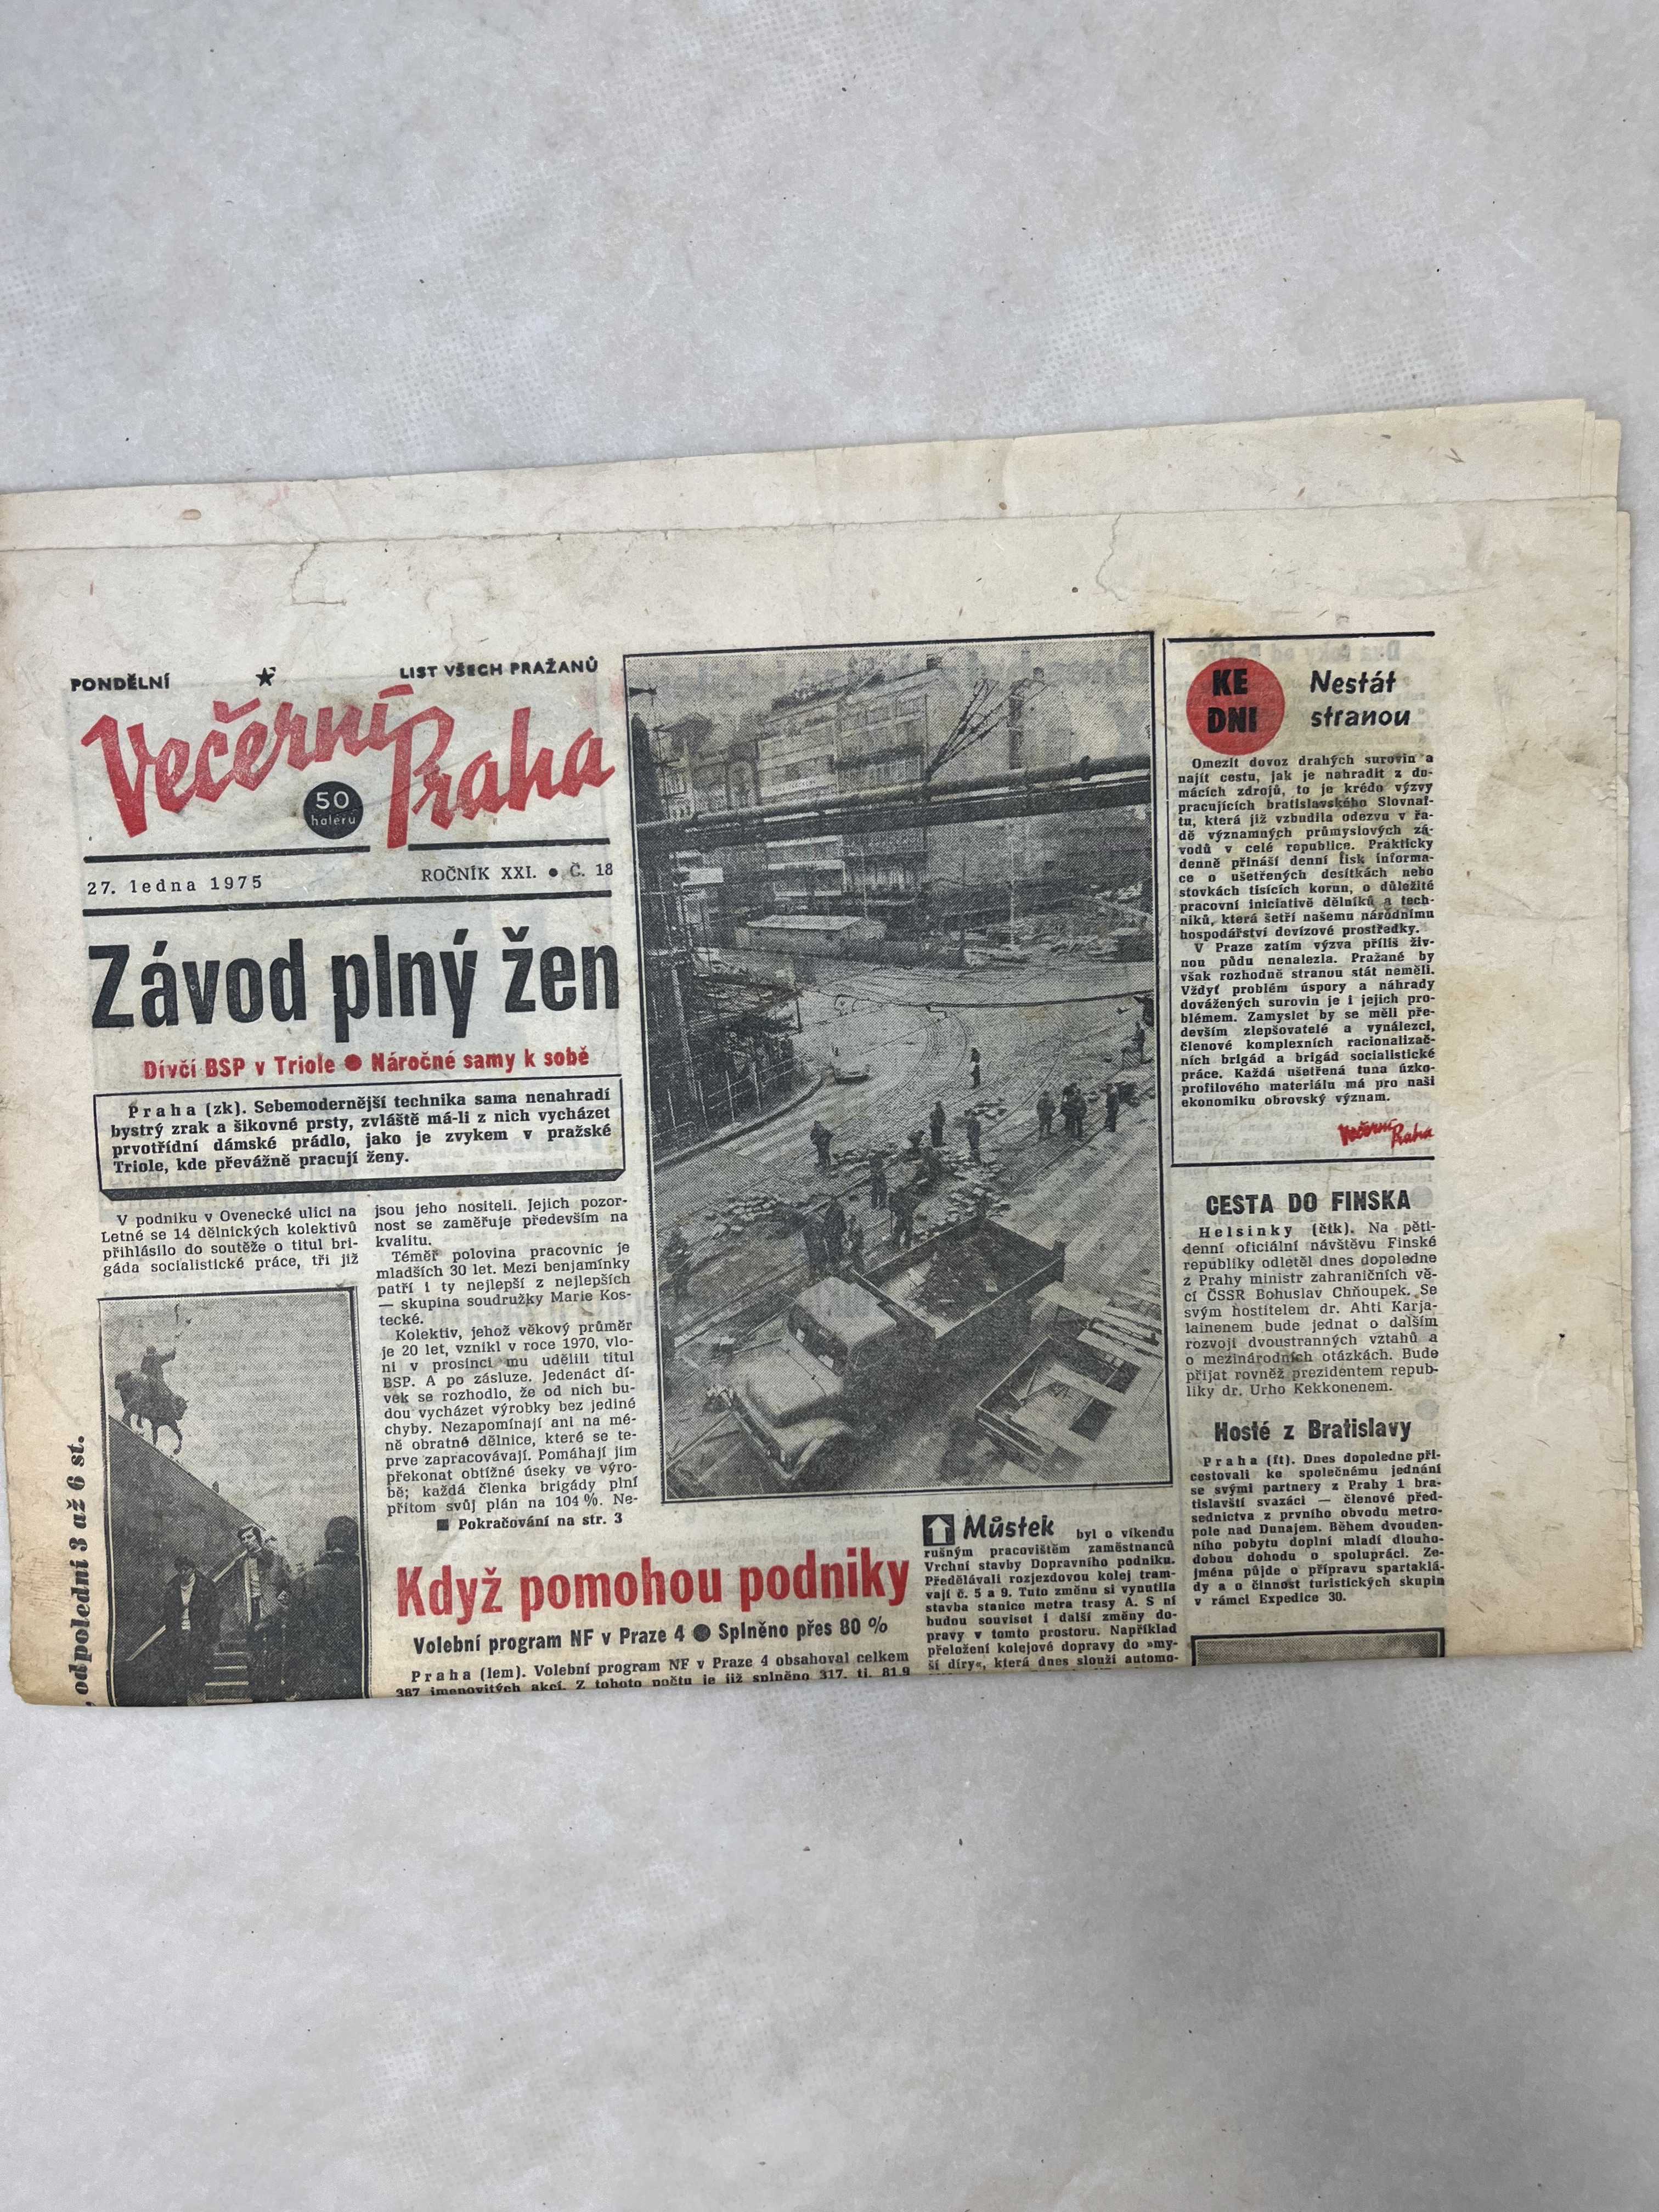 PONDĚLNÍ ★ LIST VŠECH PRAŽANŮ
Večerní
Praha
50
haléřů
27. ledna 1975
ROČNÍK XXI. ● Č. 18
Závod plný žen
Dívčí BSP v Triole ● Náročné samy k sobě
Praha (zk). Sebemodernější technika sama nenahradí
bystrý zrak a šikovné prsty, zvláště má-li z nich vycházet
prvotřídní dámské prádlo, jako je zvykem v pražské
Triole, kde převážně pracují ženy.
V podniku v Ovenecké ulici na
Letné se 14 dělnických kolektivů
přihlásilo do soutěže o titul bri-
gáda socialistické práce, tři již
jsou jeho nositeli. Jejich pozor-
nost se zaměřuje především na
kvalitu.
Téměř polovina pracovnic je
mladších 30 let. Mezi benjamínky
patří i ty nejlepší z nejlepších
— skupina soudružky Marie Kos-
tecké.
Kolektiv, jehož věkový průměr
je 20 let, vznikl v roce 1970, vlo-
ni v prosinci mu udělili titul
BSP. A po zásluze. Jedenáct dí-
vek se rozhodlo, že od nich bu-
dou vycházet výrobky bez jediné
chyby. Nezapomínají ani na mé-
ně obratné dělnice, které se te-
prve zapracovávají. Pomáhají jim
překonat obtížné úseky ve výro-
bě; každá členka brigády plní
přitom svůj plán na 104 %. Ne-
■ Pokračování na str. 3
, odpolední 3 až 6 st.
Když pomohou podniky
Volební program NF v Praze 4 ● Splněno přes 80 %
Praha (lem). Volební program NF v Praze 4 obsahoval celkem
387 jmenovitých akcí. Z tohoto počtu je již splněno 317, tj. 81,9
Můstek byl o víkendu
rušným pracovištěm zaměstnanců
Vrchní stavby Dopravního podniku.
Předělávali rozjezdovou kolej tram-
vají č. 5 a 9. Tuto změnu si vynutila
stavba stanice metra trasy A. S ní
budou souviset i další změny do-
pravy v tomto prostoru. Například
přeložení kolejové dopravy do »my-
ší díry«, která dnes slouží automo-
KE
DNI
Nestát
stranou
Omezit dovoz drahých surovin a
najít cestu, jak je nahradit z do-
mácích zdrojů, to je krédo výzvy
pracujících bratislavského Slovnaf-
tu, která již vzbudila odezvu v řa-
dě významných průmyslových zá-
vodů v celé republice. Prakticky
denně přináší denní tisk informa-
ce o ušetřených desítkách nebo
stovkách tisících korun, o důležité
pracovní iniciativě dělníků a tech-
niků, která šetří našemu národnímu
hospodářství devizové prostředky.
V Praze zatím výzva příliš živ-
nou půdu nenalezla. Pražané by
však rozhodně stranou stát neměli.
Vždyť problém úspory a náhrady
dovážených surovin je i jejich pro-
blémem. Zamyslet by se měli pře-
devším zlepšovatelé a vynálezci,
členové komplexních racionalizač-
ních brigád a brigád socialistické
práce. Každá ušetřená tuna úzko-
profilového materiálu má pro naši
ekonomiku obrovský význam.
Večerní
Praha
CESTA DO FINSKA
Helsinky (čtk). Na pěti-
denní oficiální návštěvu Finské
republiky odletěl dnes dopoledne
z Prahy ministr zahraničních vě-
cí ČSSR Bohuslav Chňoupek. Se
svým hostitelem dr. Ahti Karja-
lainenem bude jednat o dalším
rozvoji dvoustranných vztahů a
o mezinárodních otázkách. Bude
přijat rovněž prezidentem repub-
liky dr. Urho Kekkonenem.
Hosté z Bratislavy
Praha (ft). Dnes dopoledne při-
cestovali ke společnému jednání
se svými partnery z Prahy 1 bra-
tislavští svazáci — členové před-
sednictva z prvního obvodu metro-
pole nad Dunajem. Během dvouden-
ního pobytu doplní mladí dlouho-
dobou dohodu o spolupráci. Ze-
jména půjde o přípravu spartakiá-
dy a o činnost turistických skupin
v rámci Expedice 30.